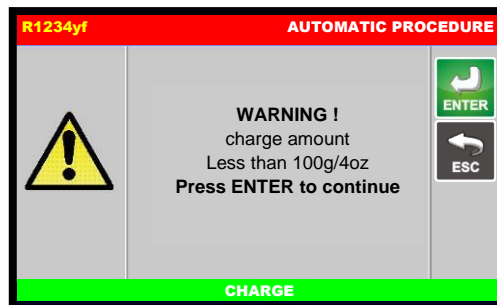 R1234yf
AUTOMATIC PROCEDURE
ENTER
WARNING !
charge amount
Less than 100g/4oz
Press ENTER to continue
ESC
CHARGE